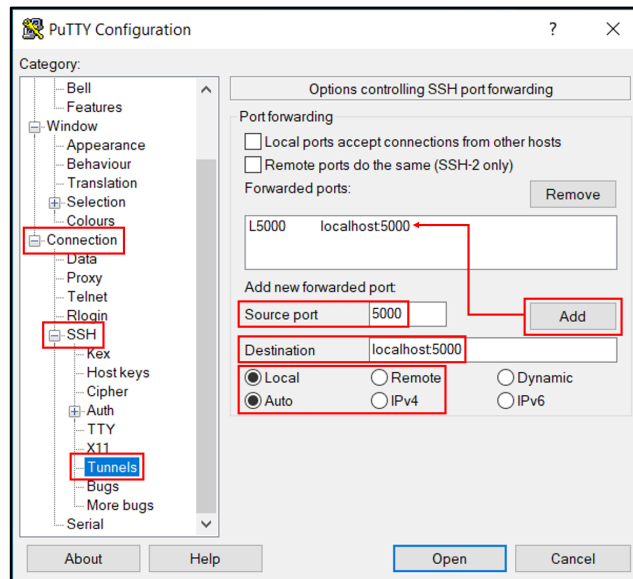 PuTTY Configuration
?
Category:
Bell
Features
Window
Appearance
Behaviour
Translation
Selection
Colours
Connection
Data
Proxy
Telnet
Rlogin
SSH
Kex
Host keys
Cipher
Auth
TTY
X11
Tunnels
Bugs
More bugs
Serial
Options controlling SSH port forwarding
Port forwarding
Local ports accept connections from other hosts
Remote ports do the same (SSH-2 only)
Forwarded ports:
Remove
L5000 localhost:5000
Add new forwarded port:
Source port 5000
Add
Destination localhost:5000
Local Remote Dynamic
Auto IPv4 IPv6
About Help Open Cancel